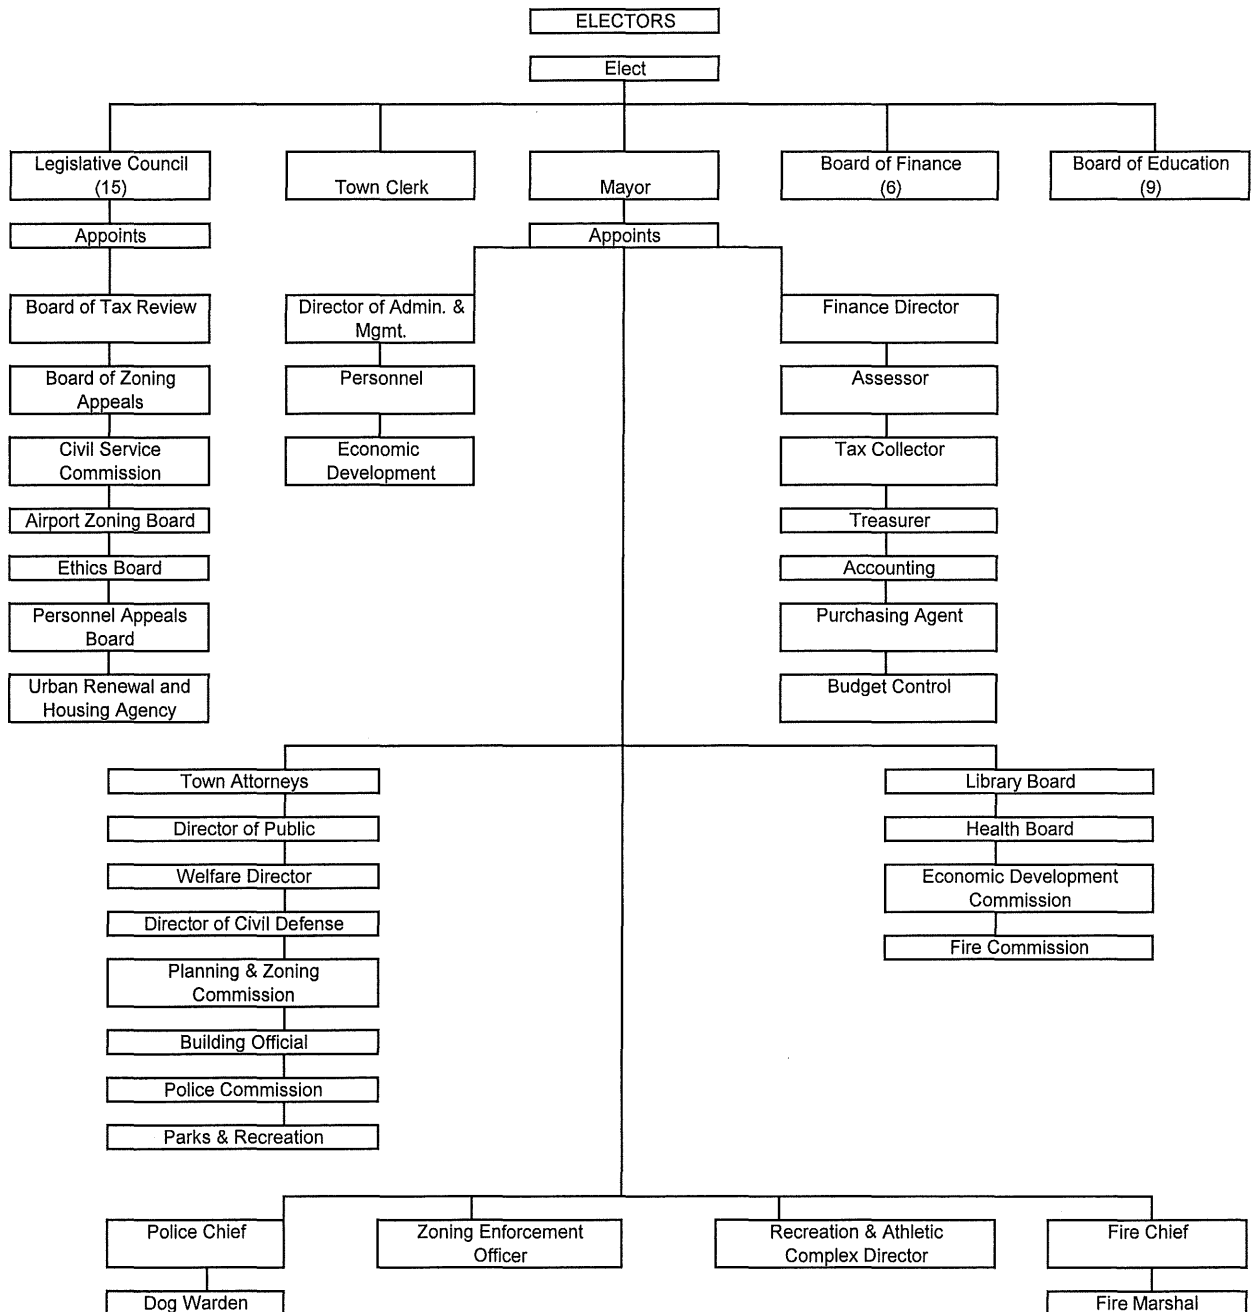 ELECTORS
Elect
Legislative Council
(15)
Town Clerk
Mayor
Board of Finance
(6)
Board of Education
(9)
Appoints
Appoints
Board of Tax Review
Director of Admin. &
Mgmt.
Finance Director
Board of Zoning
Appeals
Personnel
Assessor
Civil Service
Commission
Economic
Development
Tax Collector
Airport Zoning Board
Treasurer
Ethics Board
Accounting
Personnel Appeals
Board
Purchasing Agent
Urban Renewal and
Housing Agency
Budget Control
Town Attorneys
Library Board
Director of Public
Health Board
Welfare Director
Economic Development
Commission
Director of Civil Defense
Fire Commission
Planning & Zoning
Commission
Building Official
Police Commission
Parks & Recreation
Police Chief
Zoning Enforcement
Officer
Recreation & Athletic
Complex Director
Fire Chief
Dog Warden
Fire Marshal